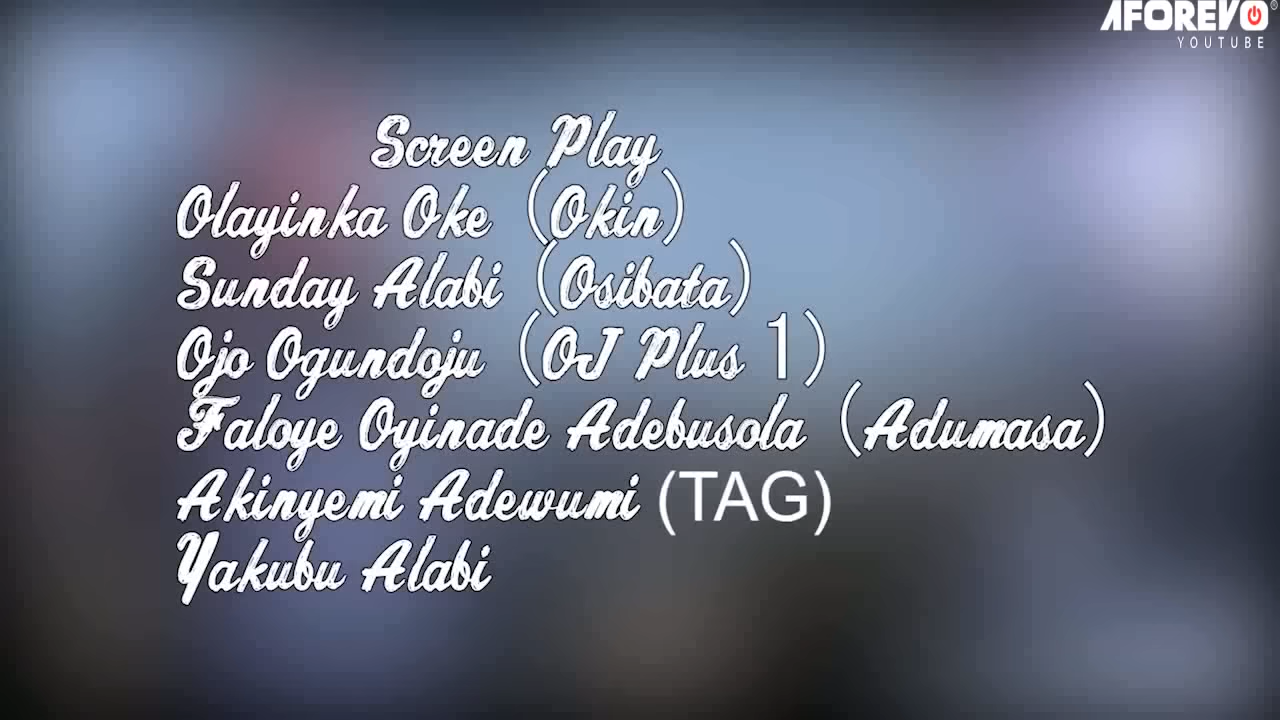 AFOREVO
YOUTUBE
Screen Play
Olayinka Oke (Okin)
Sunday Alabi (Osibata)
Ojo Ogundoju (OJ Plus 1)
Faloye Oyinade Adebusola (Adumasa)
Akinyemi Adewumi (TAG)
Yakubu Alabi